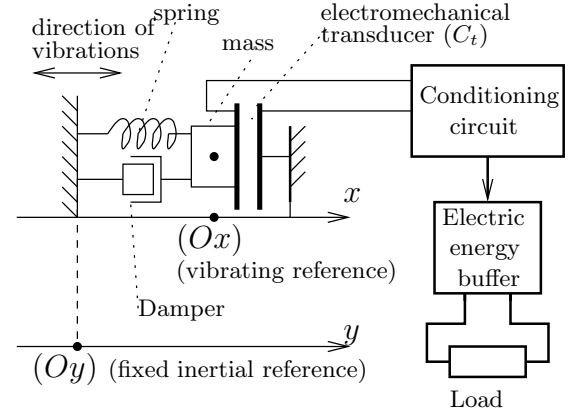 spring
electromechanical
transducer (C_t)
direction of
vibrations
mass
Conditioning
circuit
x
(Ox)
(vibrating reference)
Electric
energy
buffer
Damper
y
(Oy) (fixed inertial reference)
Load